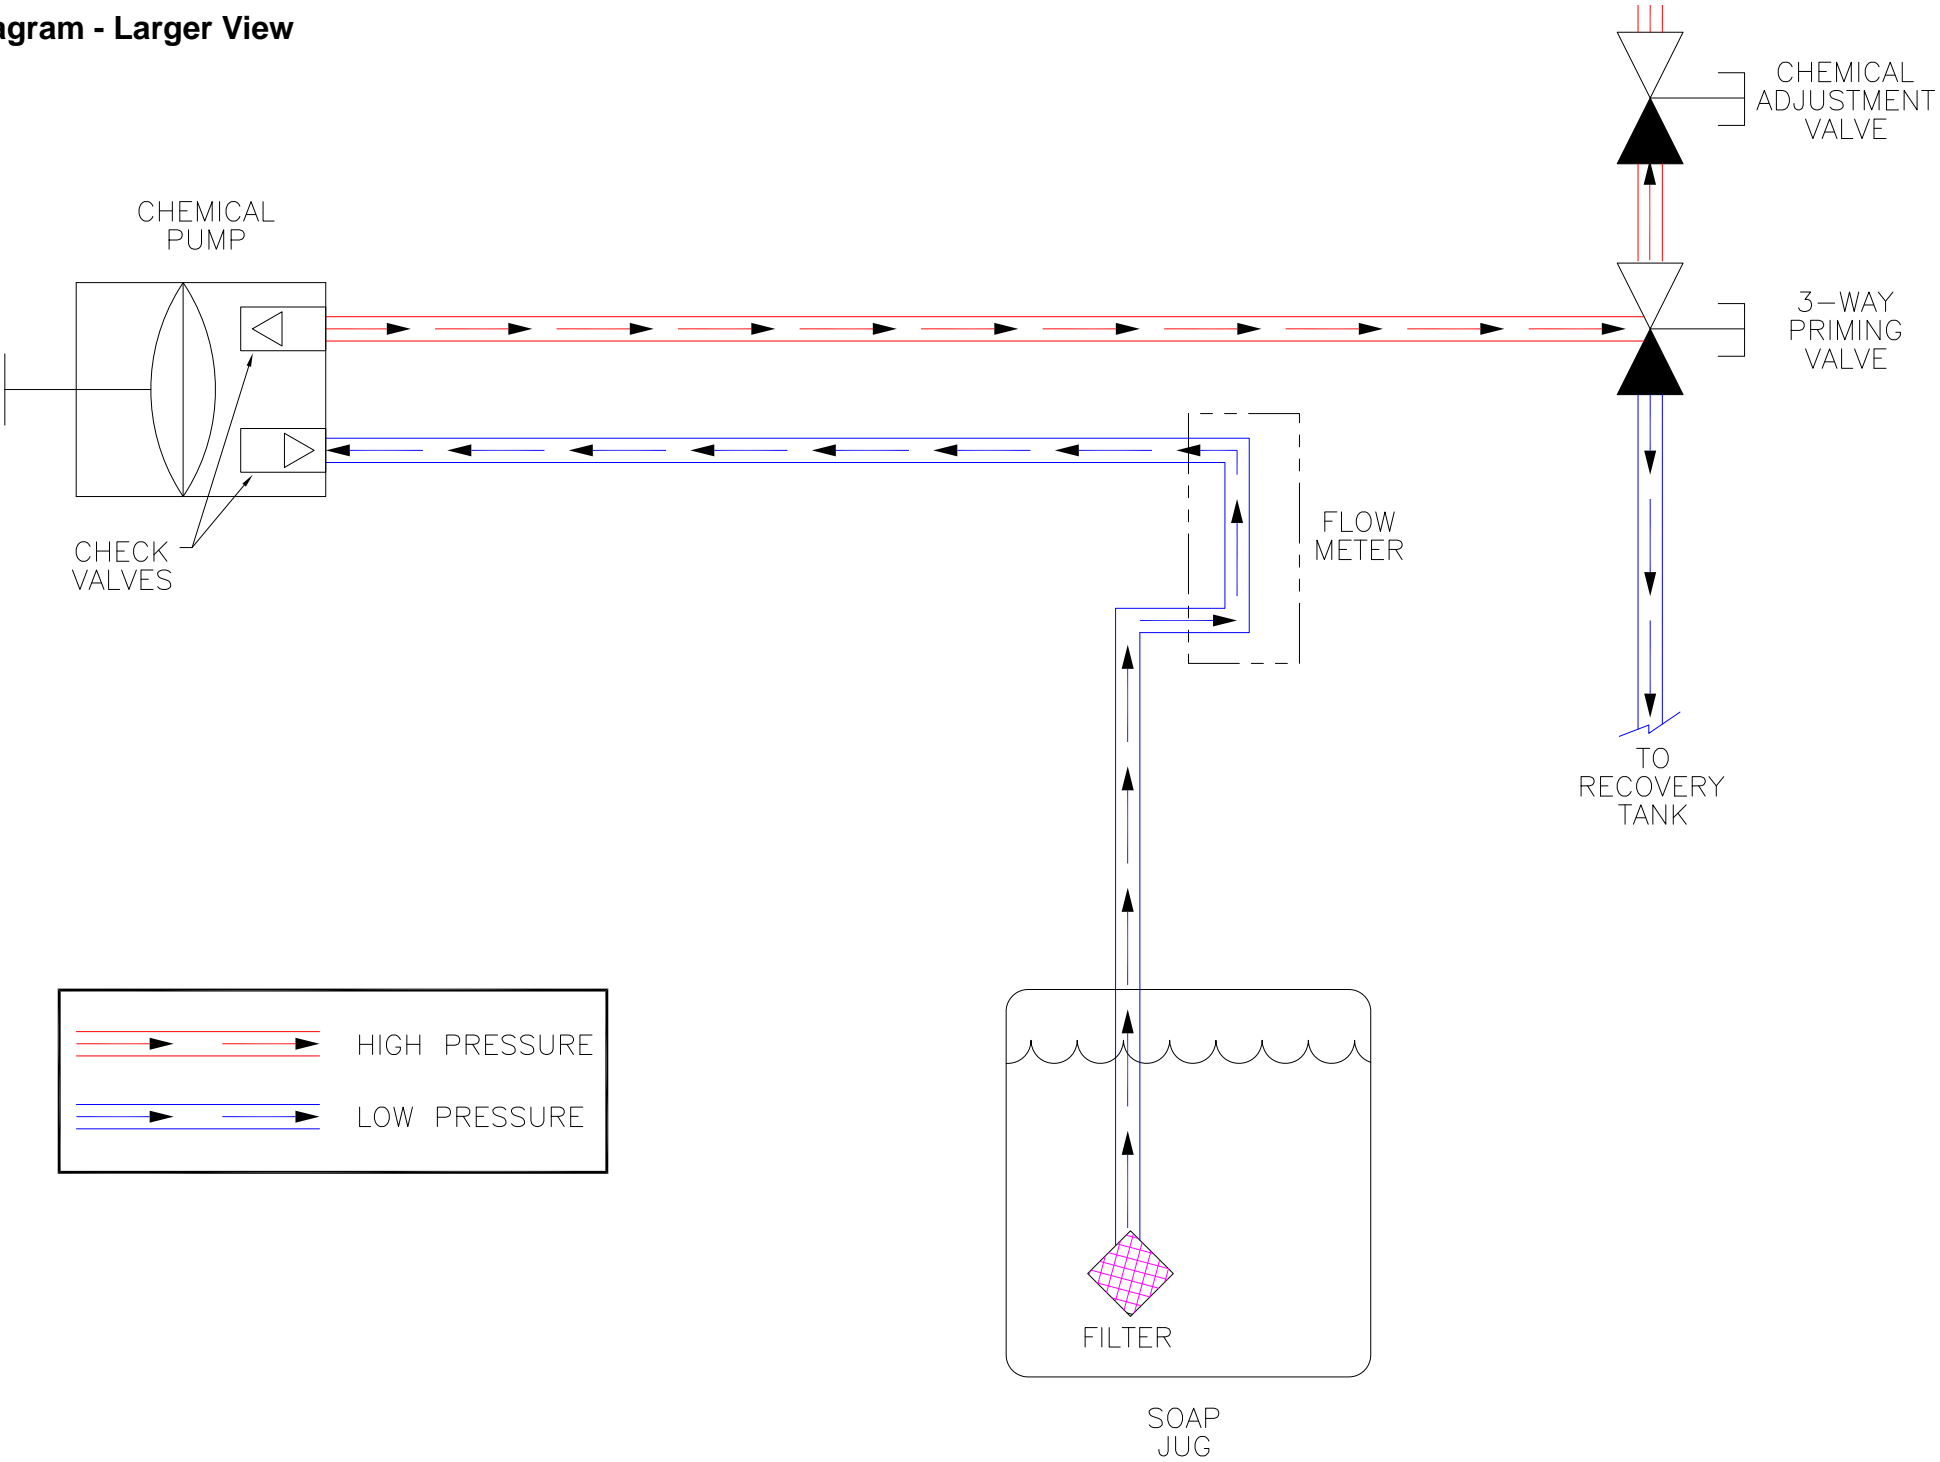 agram - Larger View
CHEMICAL
ADJUSTMENT
VALVE
CHEMICAL
PUMP
3-WAY
PRIMING
VALVE
FLOW
METER
CHECK
VALVES
TO
RECOVERY
TANK
HIGH PRESSURE
LOW PRESSURE
FILTER
SOAP
JUG